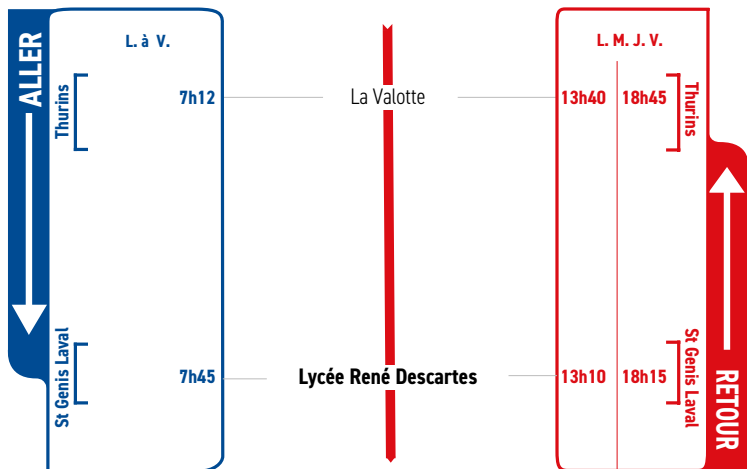 ALLER
L. à V.
L. M. J. V.
Thurins
7h12
La Valotte
13h40
18h45
Thurins
St Genis Laval
7h45
Lycée René Descartes
13h10
18h15
St Genis Laval
RETOUR